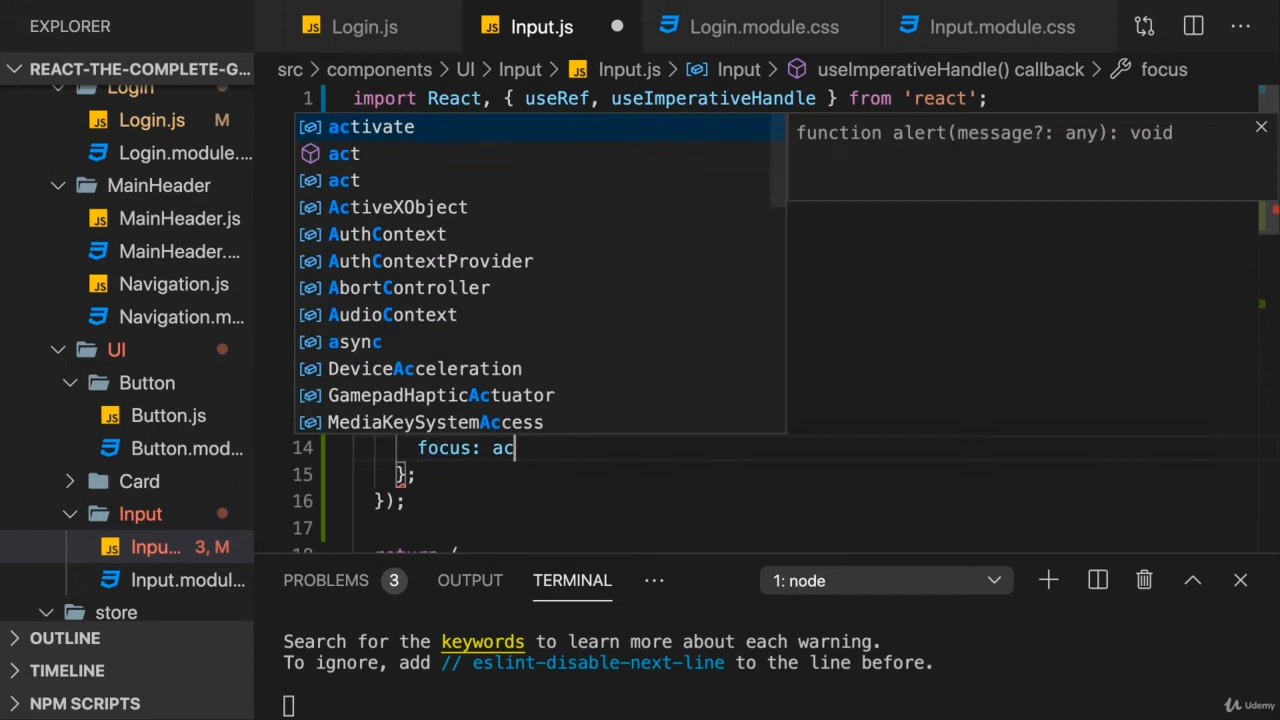 EXPLORER
Login.js
Input.js
Login.module.css
Input.module.css
REACT-THE-COMPLETE-G...
src > components > UI > Input > Input.js > Input > useImperativeHandle() callback > focus
Login
Login.js M
Login.module....
MainHeader
MainHeader.js
MainHeader....
Navigation.js
Navigation.m...
UI
Button
Button.js
Button.mod...
Card
Input
Inpu... 3, M
Input.modul...
store
OUTLINE
TIMELINE
NPM SCRIPTS
1 import React, { useRef, useImperativeHandle } from 'react';
activate
act
act
ActiveXObject
AuthContext
AuthContextProvider
AbortController
AudioContext
async
DeviceAcceleration
GamepadHapticActuator
MediaKeySystemAccess
function alert(message?: any): void
14 focus: ac
15 };
16 });
17
18 return (
PROBLEMS 3 OUTPUT TERMINAL ... 1: node
Search for the keywords to learn more about each warning.
To ignore, add // eslint-disable-next-line to the line before.
Udemy